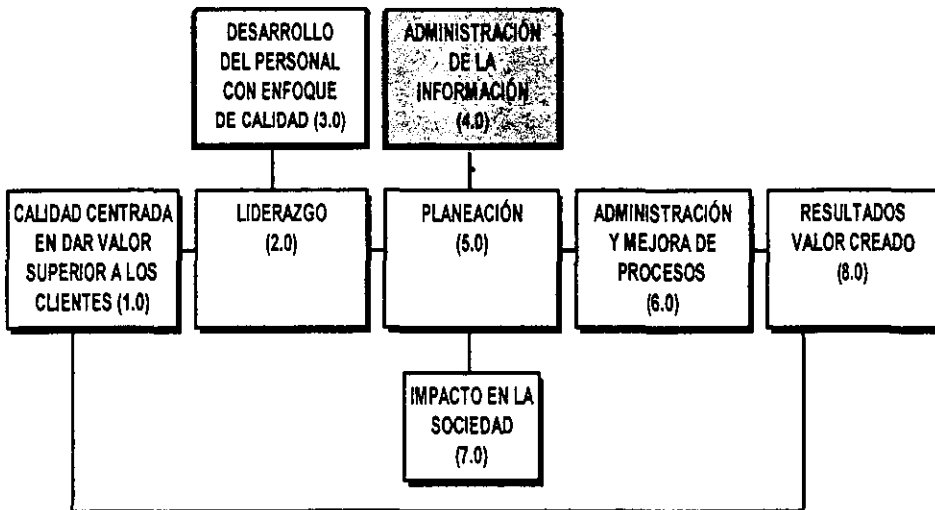 DESARROLLO
DEL PERSONAL
CON ENFOQUE
DE CALIDAD (3.0)
ADMINISTRACIÓN
DE LA
INFORMACIÓN
(4.0)
CALIDAD CENTRADA
EN DAR VALOR
SUPERIOR A LOS
CLIENTES (1.0)
LIDERAZGO
(2.0)
PLANEACIÓN
(5.0)
ADMINISTRACIÓN
Y MEJORA DE
PROCESOS
(6.0)
RESULTADOS
VALOR CREADO
(8.0)
IMPACTO EN LA
SOCIEDAD
(7.0)